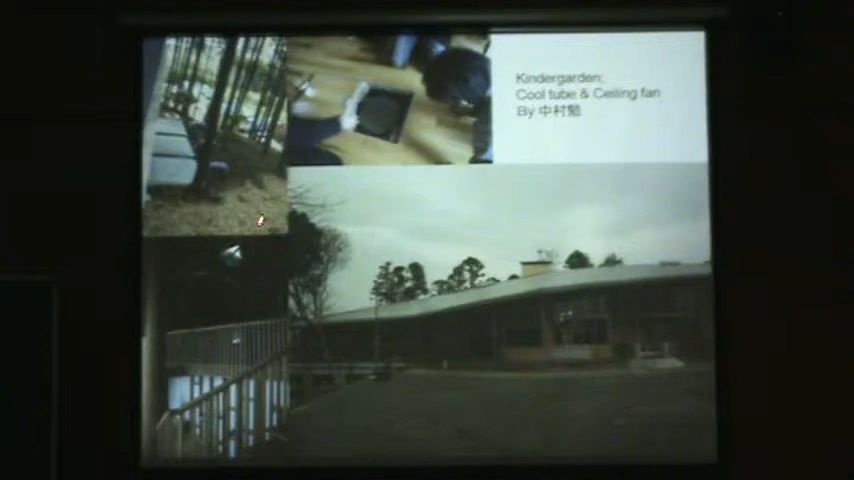 Kindergarden:
Cool tube & Ceiling fan
By 中村勉